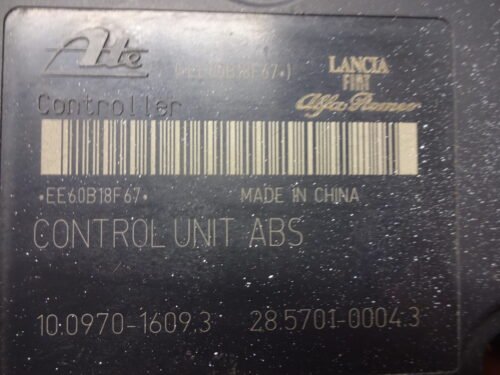 Ate
LANCIA
FIAT
Controller
Alfa Romeo
•EE60B18F67•
MADE IN CHINA
CONTROL UNIT ABS
10.0970-1609.3
28.5701-0004.3